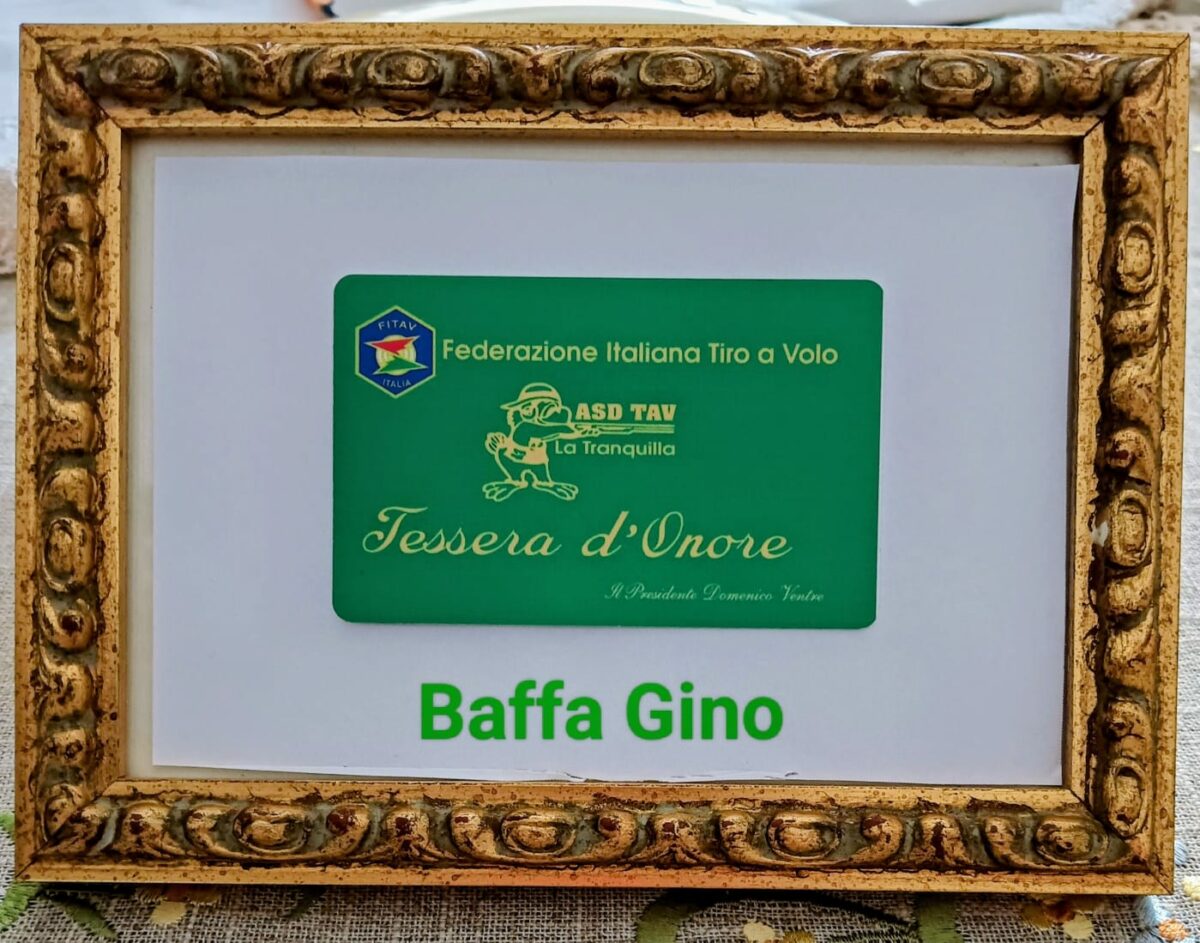 FITAV
ITALIA
Federazione Italiana Tiro a Volo
ASD TAV
La Tranquilla
Tessera d'Onore
Il Presidente Domenico Ventre
Baffa Gino